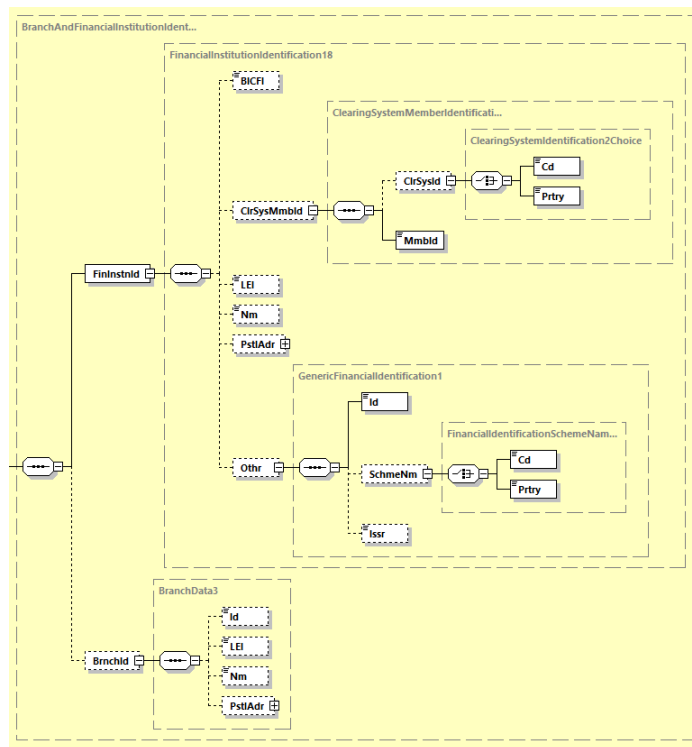 BranchAndFinancialInstitutionIdent...
FinancialInstitutionIdentification18
BICFI
ClearingSystemMemberIdentificati...
ClearingSystemIdentification2Choice
ClrSysId
Cd
Prtry
ClrSysMmbId
MmbId
FinInstnId
LEI
Nm
PstlAdr
GenericFinancialIdentification1
Id
FinancialIdentificationSchemeNam...
Othr
SchmeNm
Cd
Prtry
Issr
BranchData3
Id
LEI
BrnchId
Nm
PstlAdr